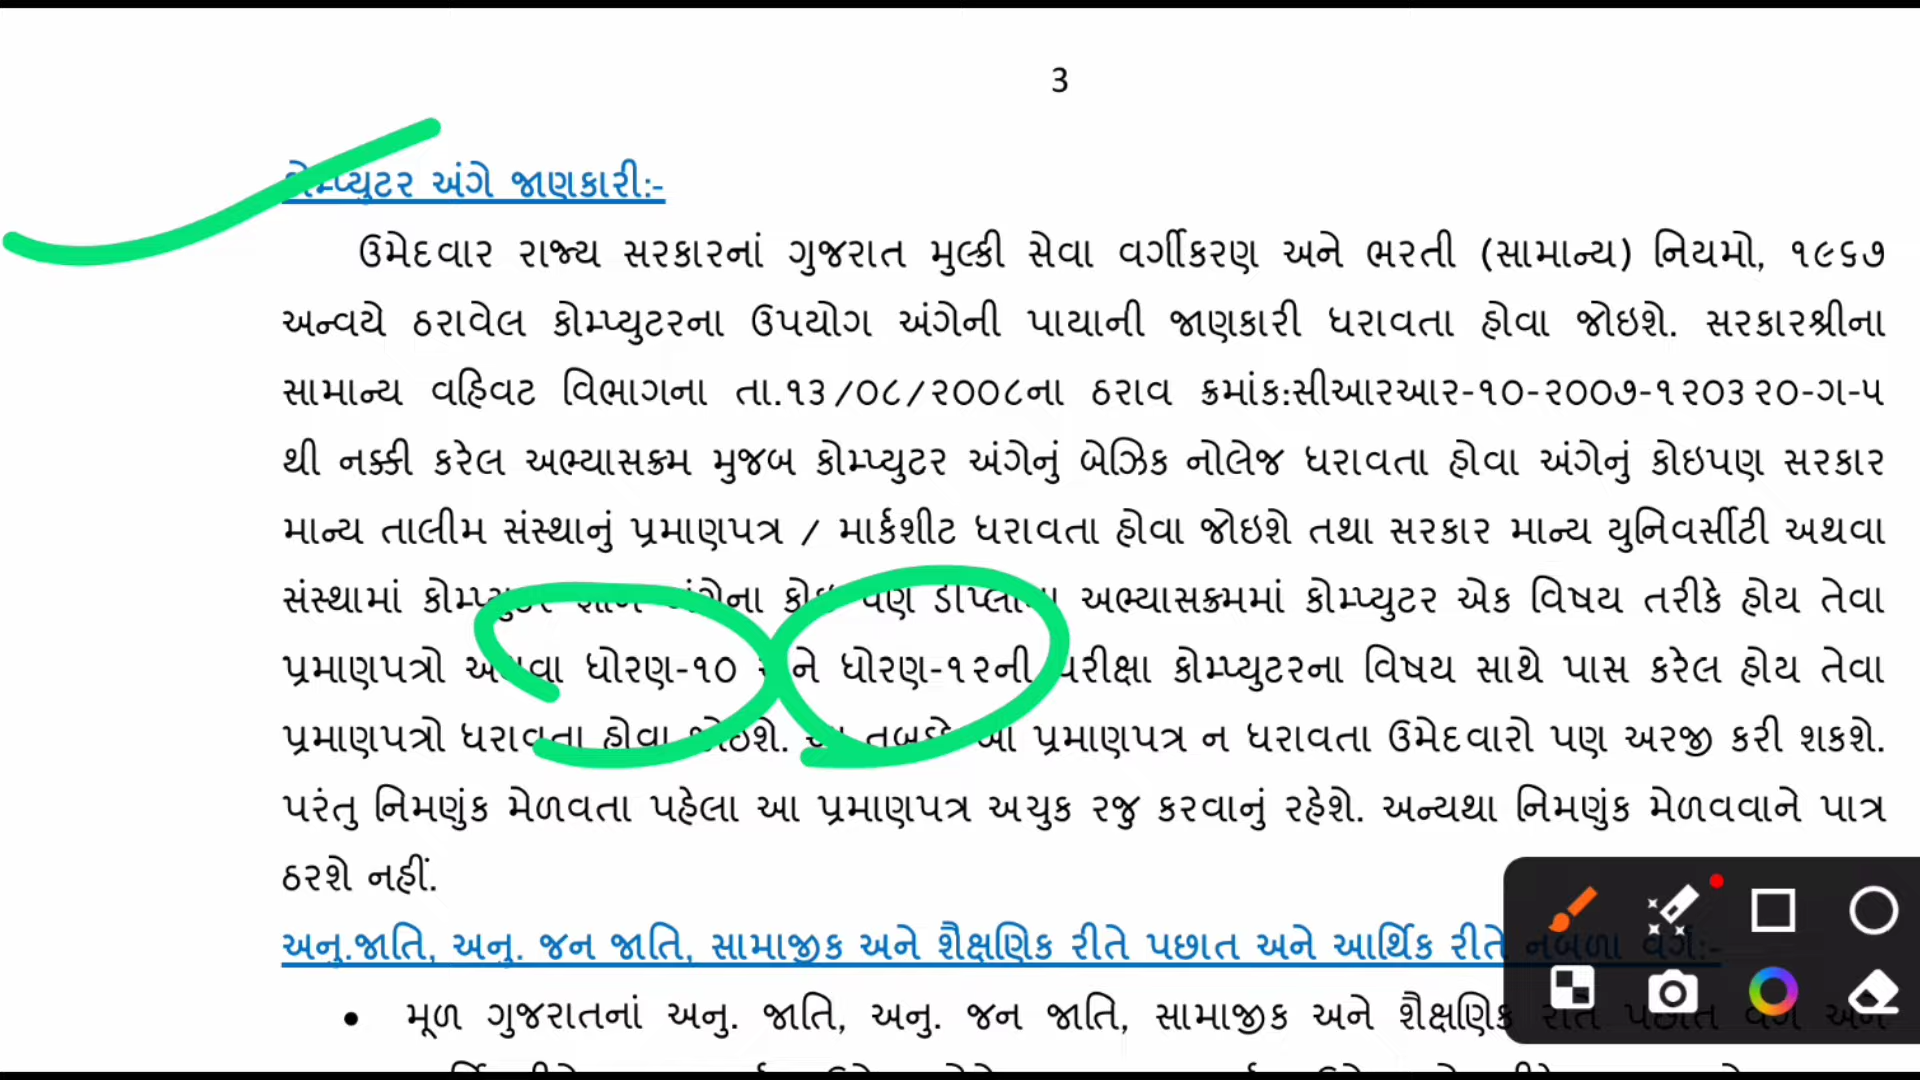 3
કોમ્પ્યુટર અંગે જાણકારી:-
ઉમેદવાર રાજ્ય સરકારનાં ગુજરાત મુલ્કી સેવા વર્ગીકરણ અને ભરતી (સામાન્ય) નિયમો, ૧૯૬૭
અન્વયે ઠરાવેલ કોમ્પ્યુટરના ઉપયોગ અંગેની પાયાની જાણકારી ધરાવતા હોવા જોઇશે. સરકારશ્રીના
સામાન્ય વહિવટ વિભાગના તા.૧૩/૦૮/૨૦૦૮ના ઠરાવ ક્રમાંક:સીઆરઆર-૧૦-૨૦૦૭-૧૨૦૩૨૦-ગ-૫
થી નક્કી કરેલ અભ્યાસક્રમ મુજબ કોમ્પ્યુટર અંગેનું બેઝિક નોલેજ ધરાવતા હોવા અંગેનું કોઇપણ સરકાર
માન્ય તાલીમ સંસ્થાનું પ્રમાણપત્ર / માર્કશીટ ધરાવતા હોવા જોઇશે તથા સરકાર માન્ય યુનિવર્સીટી અથવા
સંસ્થામાં કોમ્પ્યુટર જ્ઞાન અંગેના કોઇ પણ ડીપ્લોમા અભ્યાસક્રમમાં કોમ્પ્યુટર એક વિષય તરીકે હોય તેવા
પ્રમાણપત્રો અથવા ધોરણ-૧૦ અને ધોરણ-૧૨ની પરીક્ષા કોમ્પ્યુટરના વિષય સાથે પાસ કરેલ હોય તેવા
પ્રમાણપત્રો ધરાવતા હોવા જોઇશે. આ તબક્કે આ પ્રમાણપત્ર ન ધરાવતા ઉમેદવારો પણ અરજી કરી શકશે.
પરંતુ નિમણુંક મેળવતા પહેલા આ પ્રમાણપત્ર અચુક રજુ કરવાનું રહેશે. અન્યથા નિમણુંક મેળવવાને પાત્ર
ઠરશે નહીં.
અનુ.જાતિ, અનુ. જન જાતિ, સામાજીક અને શૈક્ષણિક રીતે પછાત અને આર્થિક રીતે નબળા વર્ગ:-
• મૂળ ગુજરાતનાં અનુ. જાતિ, અનુ. જન જાતિ, સામાજીક અને શૈક્ષણિક રીતે પછાત વર્ગ અને